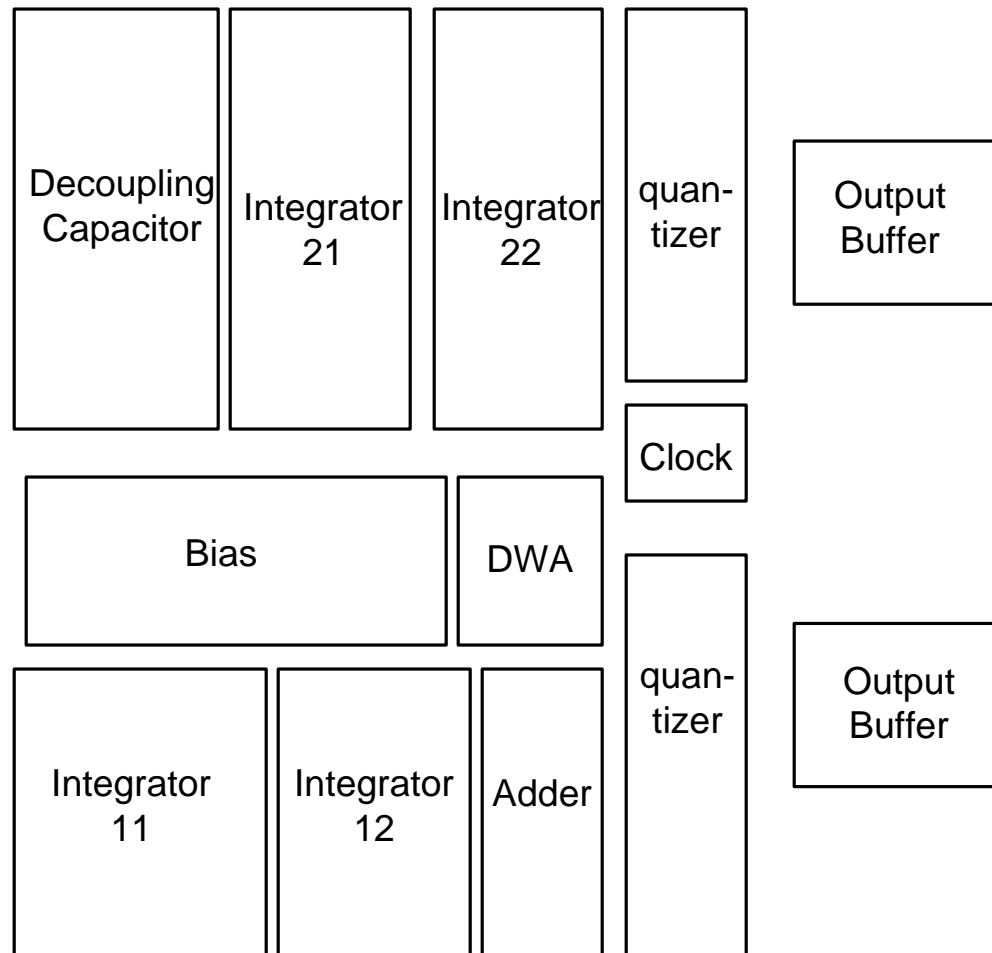 Decoupling
Capacitor
Integrator
21
Integrator
22
quan-
tizer
Output
Buffer
Clock
Bias
DWA
quan-
tizer
Output
Buffer
Integrator
11
Integrator
12
Adder